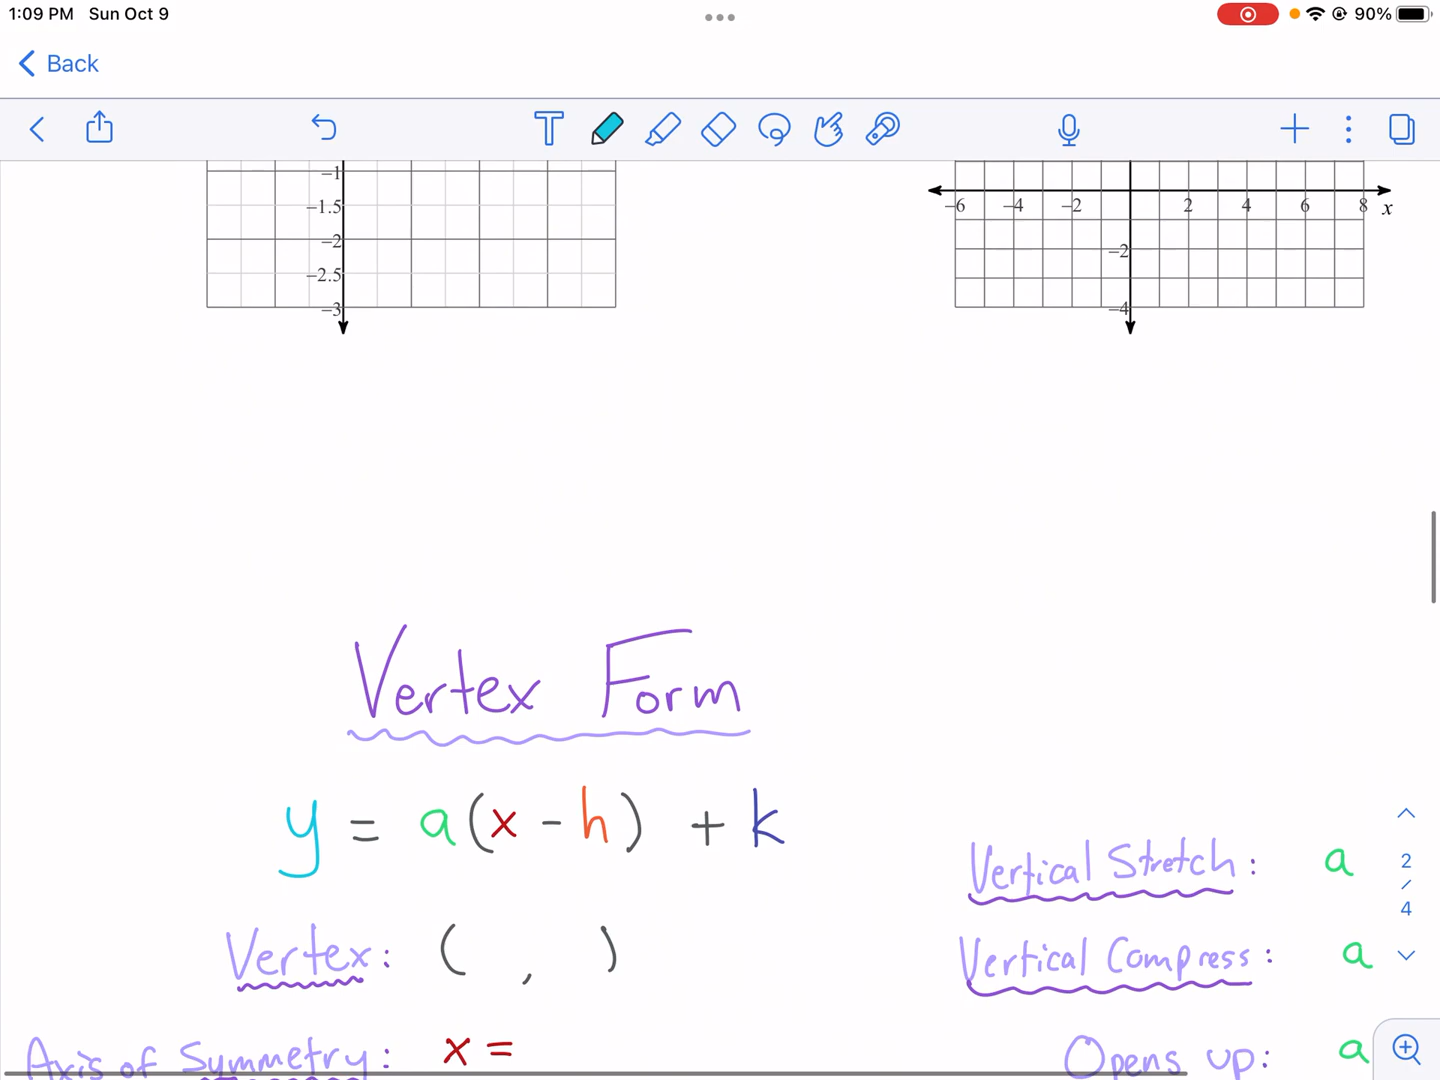 1:09 PM Sun Oct 9
90%
Back
T
-1
-1.5
-2
-2.5
-3
-6 -4 -2 2 4 6 8 x
-2
-4
Vertex Form
y = a(x - h) + k
Vertical Stretch: a
2
/
4
Vertex: ( , )
Vertical Compress: a
Axis of Symmetry: x =
Opens up: a